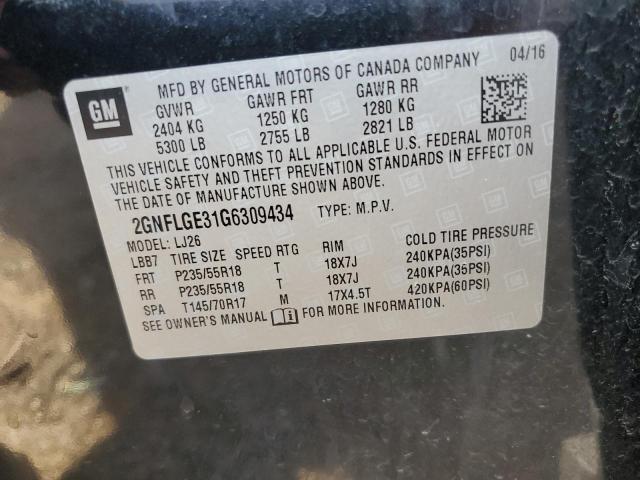 GM
MFD BY GENERAL MOTORS OF CANADA COMPANY 04/16
GVWR GAWR FRT GAWR RR
2404 KG 1250 KG 1280 KG
5300 LB 2755 LB 2821 LB
THIS VEHICLE CONFORMS TO ALL APPLICABLE U.S. FEDERAL MOTOR
VEHICLE SAFETY AND THEFT PREVENTION STANDARDS IN EFFECT ON
THE DATE OF MANUFACTURE SHOWN ABOVE.
2GNFLGE31G6309434 TYPE: M.P.V.
MODEL: LJ26
LBB7 TIRE SIZE SPEED RTG RIM COLD TIRE PRESSURE
FRT P235/55R18 T 18X7J 240KPA(35PSI)
RR P235/55R18 T 18X7J 240KPA(35PSI)
SPA T145/70R17 M 17X4.5T 420KPA(60PSI)
SEE OWNER'S MANUAL FOR MORE INFORMATION.